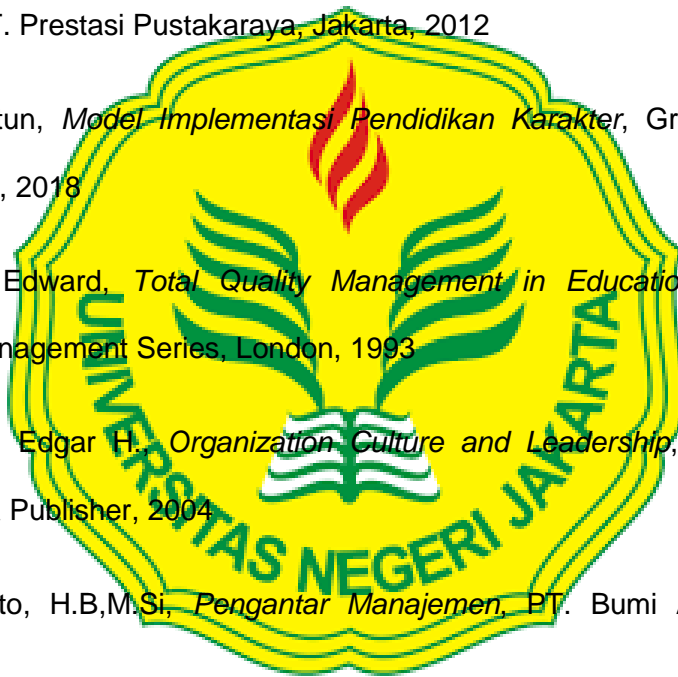 T. Prestasi Pustakaraya, Jakarta, 2012
tun, Model Implementasi Pendidikan Karakter, Gr
, 2018
Edward, Total Quality Management in Educatio
nagement Series, London, 1993
Edgar H., Organization Culture and Leadership,
Publisher, 2004
to, H.B,M.Si, Pengantar Manajemen, PT. Bumi A
UNIVERSITAS NEGERI JAKARTA